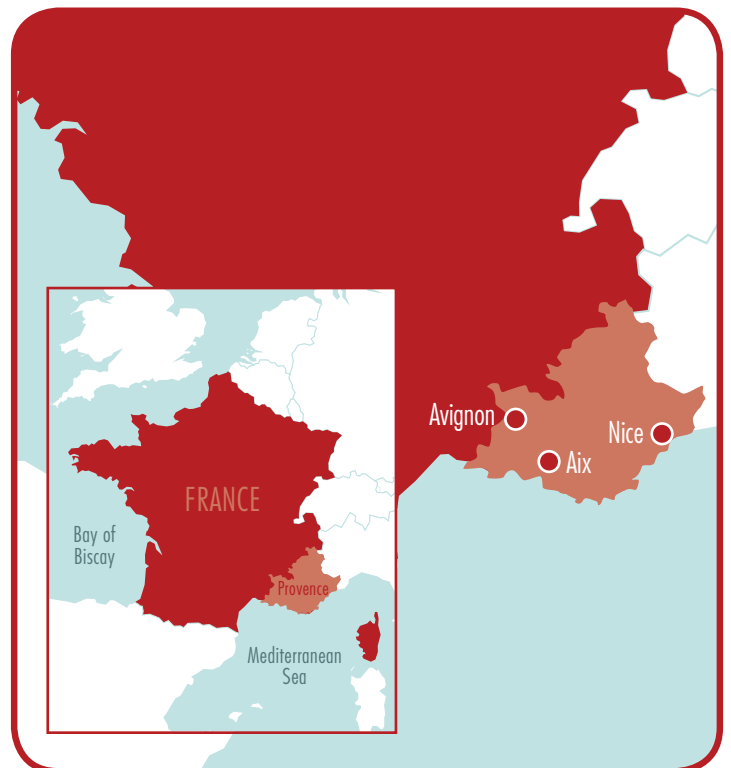 Avignon
Nice
Aix
FRANCE
Bay of
Biscay
Provence
Mediterranean
Sea